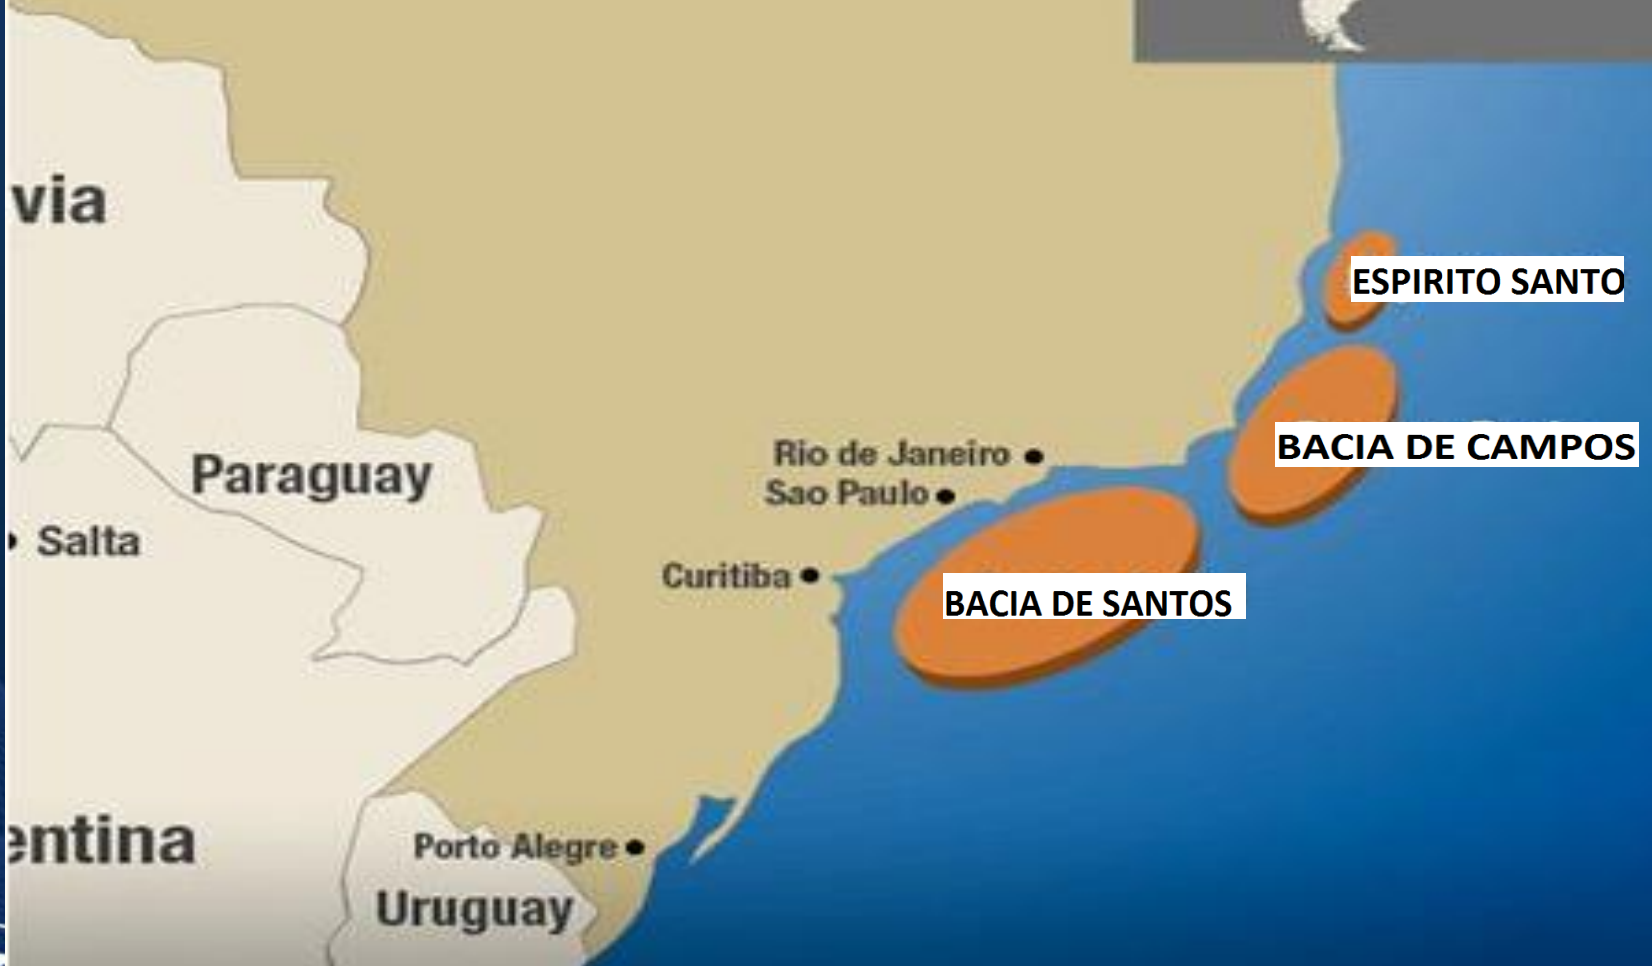 via
ESPIRITO SANTO
BACIA DE CAMPOS
Rio de Janeiro
Paraguay
Sao Paulo
Salta
Curitiba
BACIA DE SANTOS
entina
Porto Alegre
Uruguay